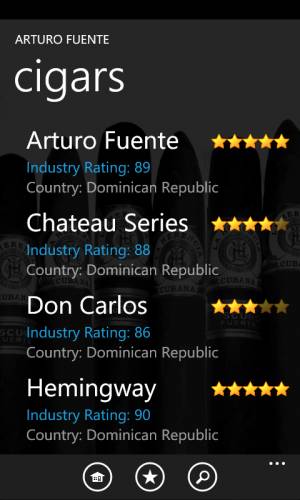 ARTURO FUENTE
cigars
Arturo Fuente
Industry Rating: 89
Country: Dominican Republic
Chateau Series
Industry Rating: 88
Country: Dominican Republic
Don Carlos
Industry Rating: 86
Country: Dominican Republic
Hemingway
Industry Rating: 90
Country: Dominican Republic